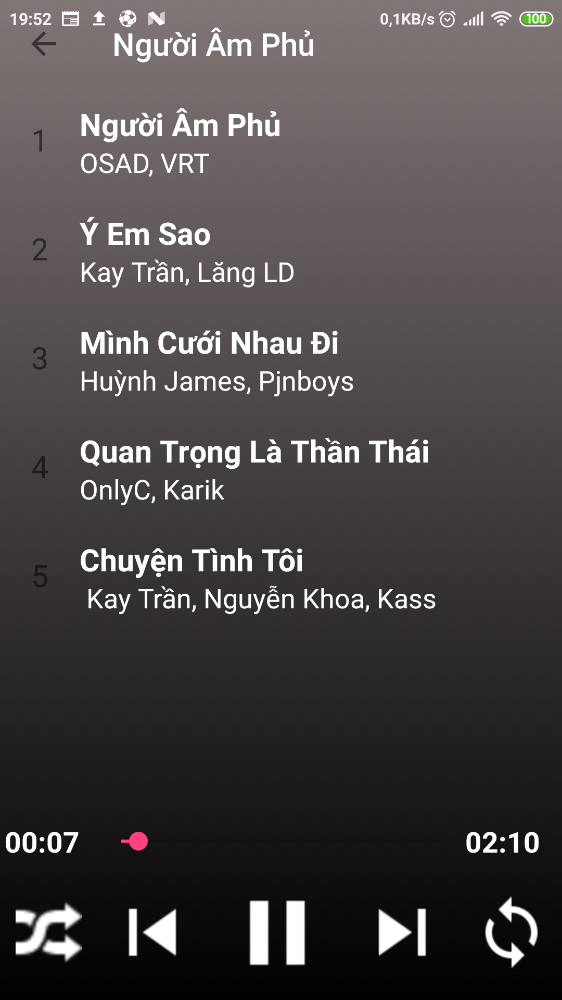 19:52 0,1KB/s 100
Người Âm Phủ
1 Người Âm Phủ
OSAD, VRT
2 Ý Em Sao
Kay Trần, Lăng LD
3 Mình Cưới Nhau Đi
Huỳnh James, Pjnboys
4 Quan Trọng Là Thần Thái
OnlyC, Karik
5 Chuyện Tình Tôi
Kay Trần, Nguyễn Khoa, Kass
00:07 02:10